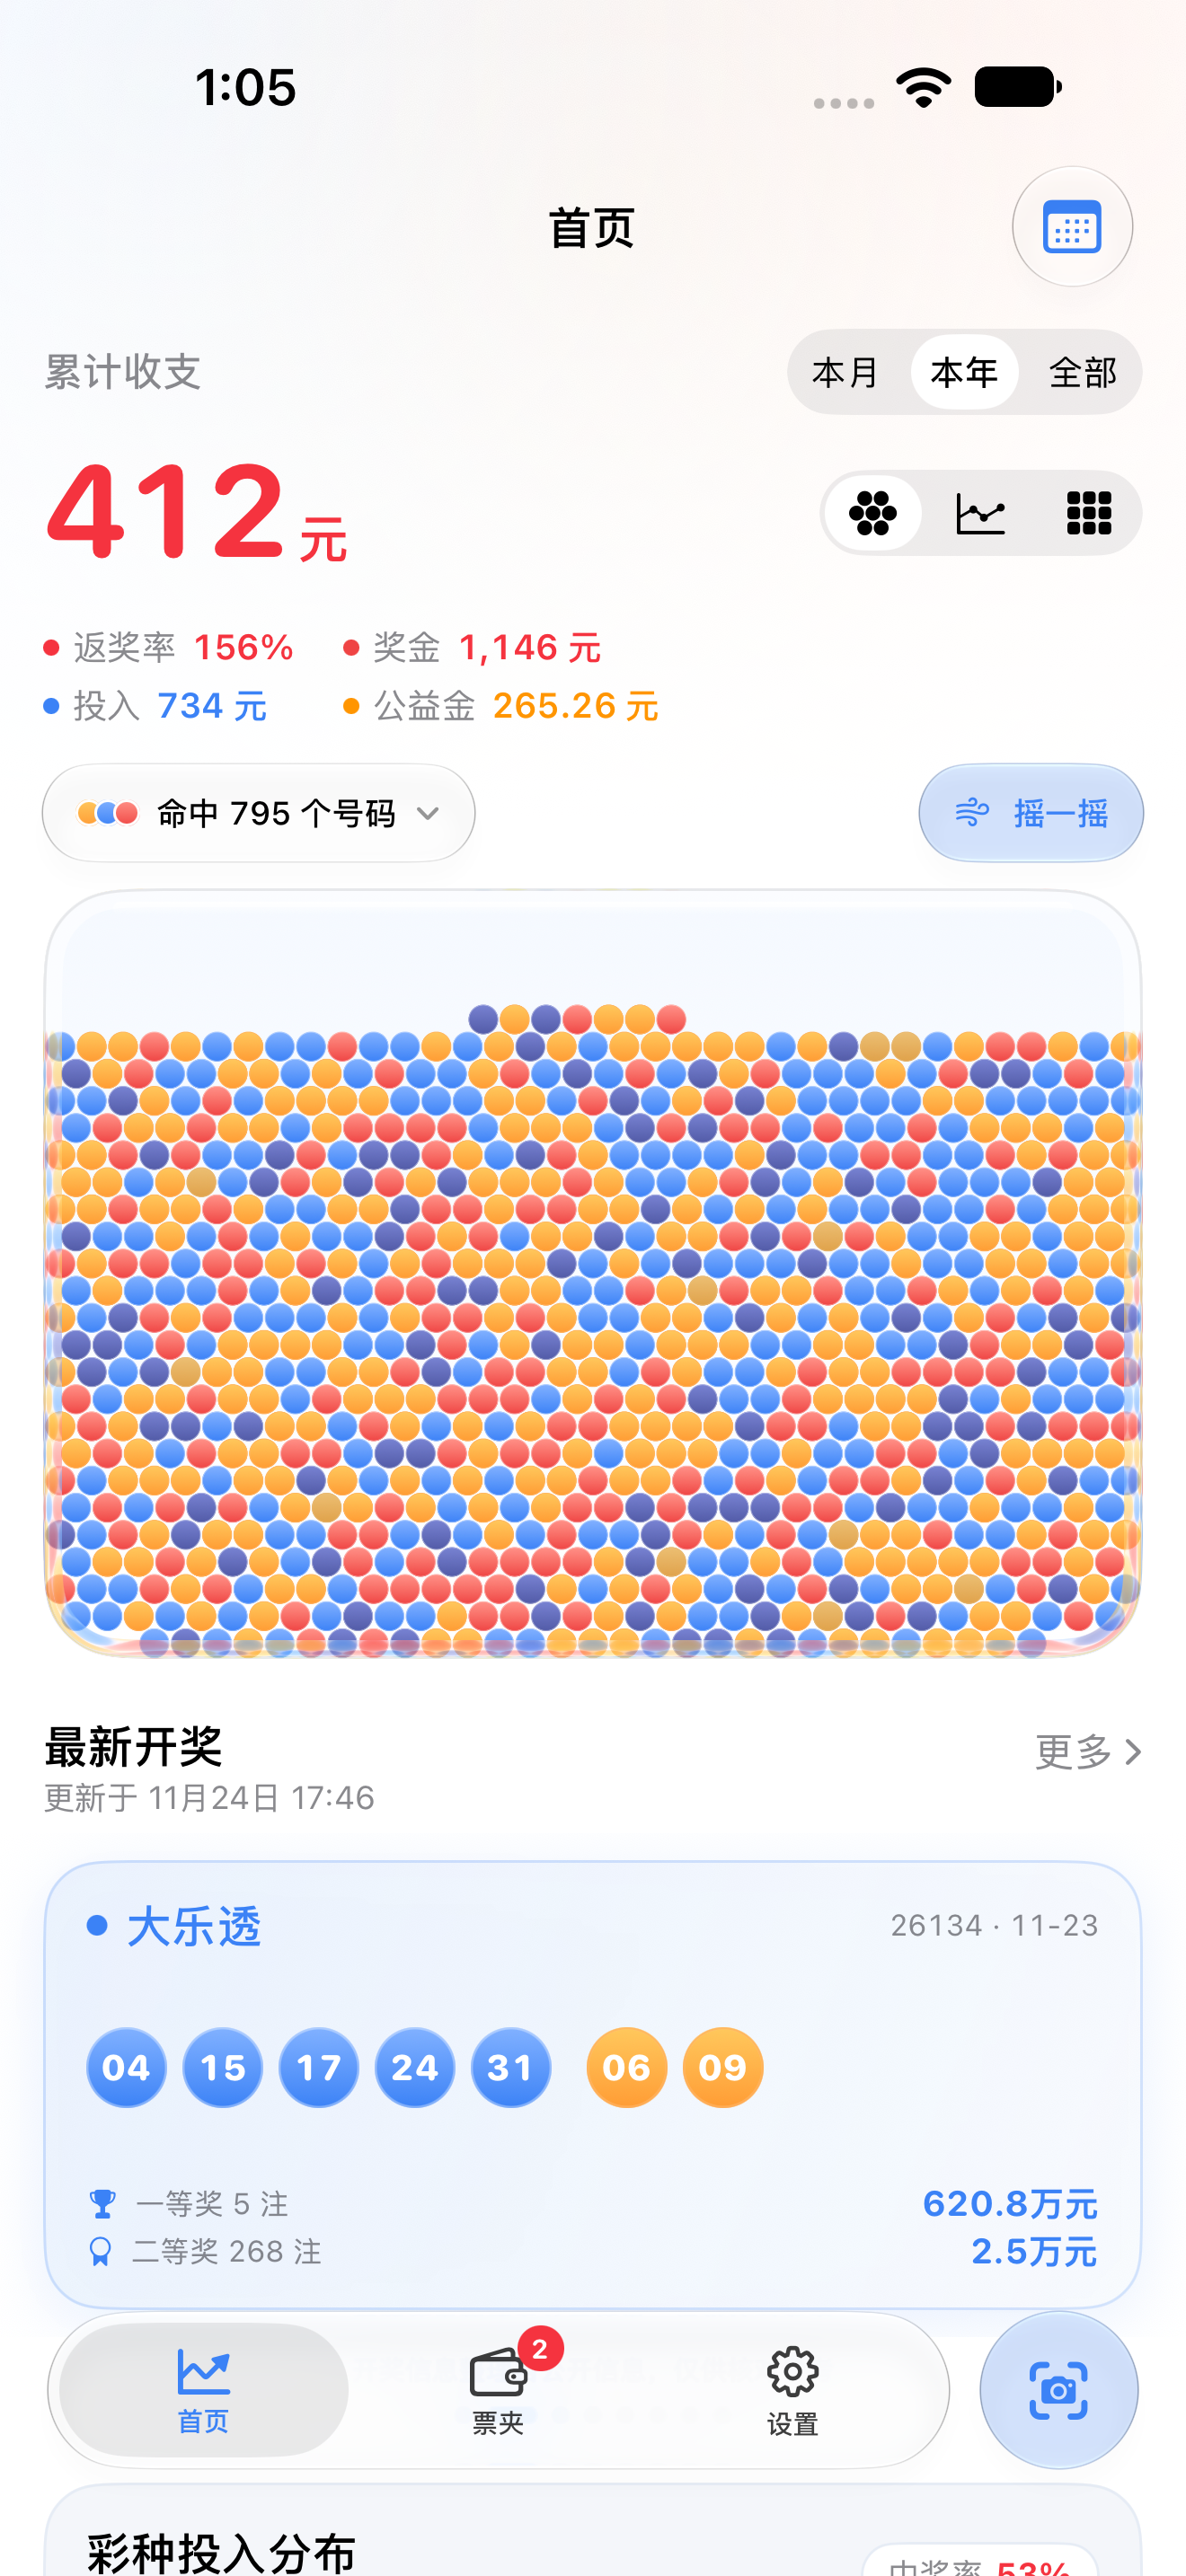 1:05
首页
累计收支
本月 本年 全部
412 元
返奖率 156% 奖金 1,146 元
投入 734 元 公益金 265.26 元
命中 795 个号码
摇一摇
最新开奖
更多
更新于 11月24日 17:46
大乐透
26134 · 11-23
04 15 17 24 31 06 09
一等奖 5 注 620.8万元
二等奖 268 注 2.5万元
2
首页 票夹 设置
彩种投入分布
中奖率 53%